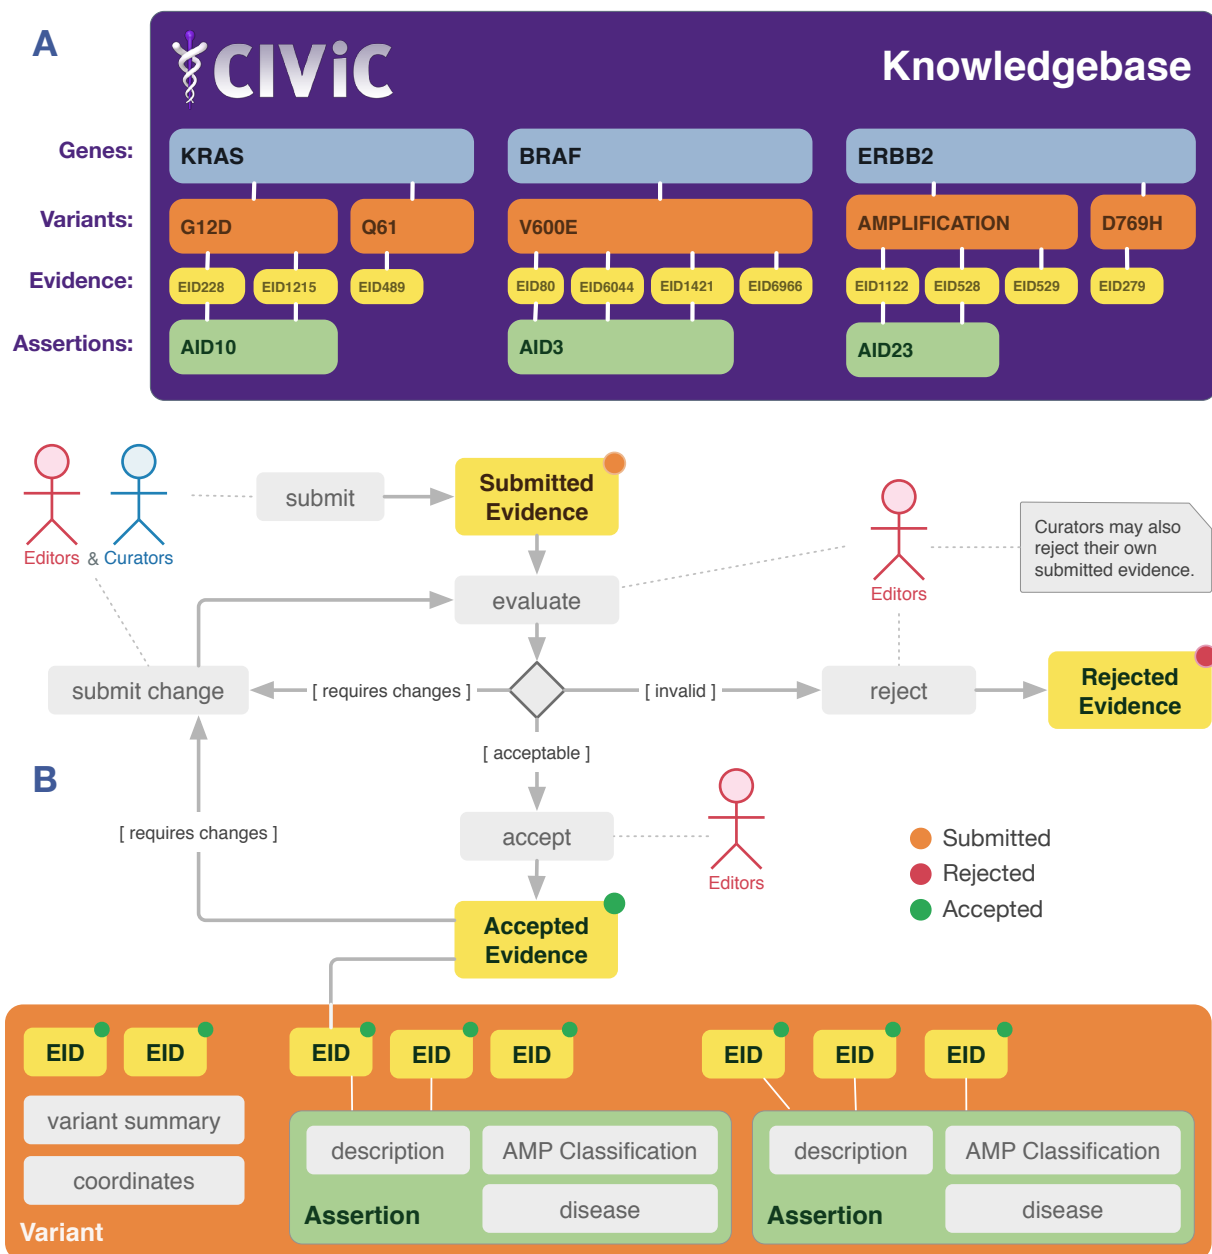 A
CIViC
Knowledgebase
Genes:
KRAS
BRAF
ERBB2
Variants:
G12D
Q61
V600E
AMPLIFICATION
D769H
Evidence:
EID228
EID1215
EID489
EID80
EID6044
EID1421
EID6966
EID1122
EID528
EID529
EID279
Assertions:
AID10
AID3
AID23
Editors & Curators
submit
Submitted
Evidence
Editors
Curators may also
reject their own
submitted evidence.
evaluate
submit change
[ requires changes ]
[ invalid ]
reject
Rejected
Evidence
[ acceptable ]
B
[ requires changes ]
accept
Editors
Submitted
Rejected
Accepted
Accepted
Evidence
EID
EID
EID
EID
EID
EID
EID
EID
variant summary
coordinates
Variant
description
AMP Classification
Assertion
disease
description
AMP Classification
Assertion
disease